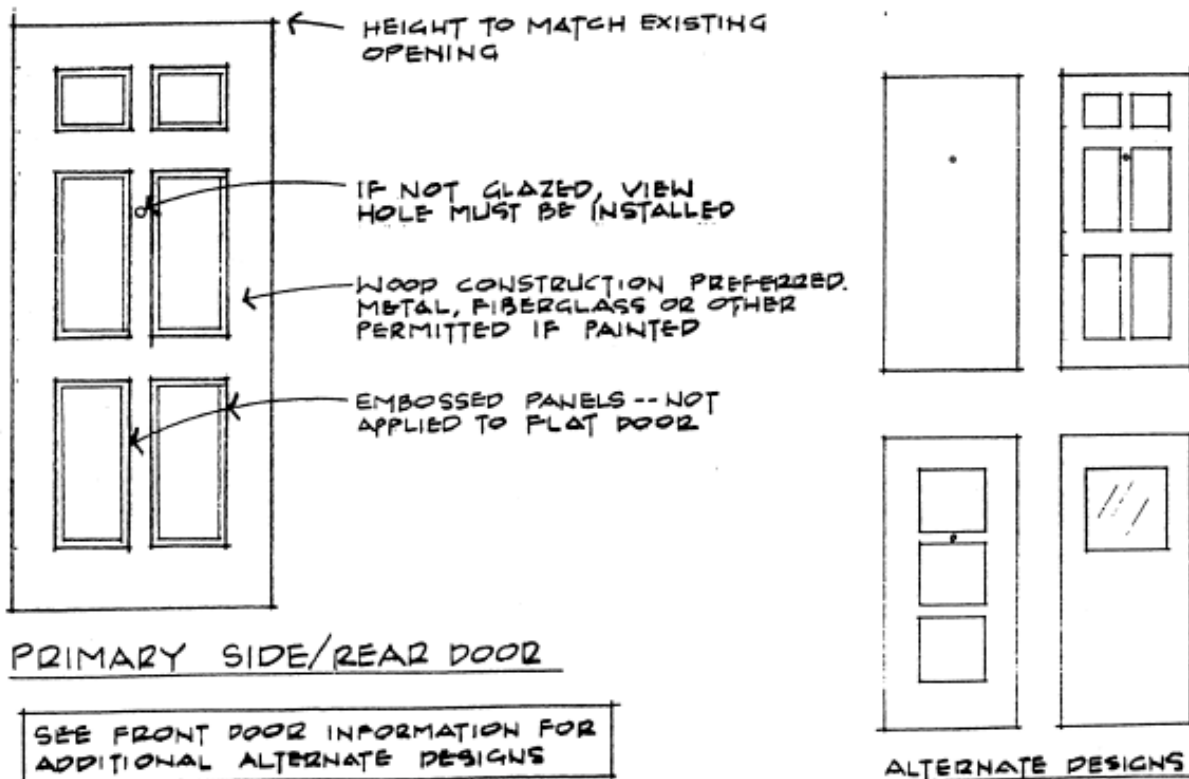 HEIGHT TO MATCH EXISTING
OPENING
IF NOT GLAZED, VIEW
HOLE MUST BE INSTALLED
WOOD CONSTRUCTION PREFERRED.
METAL, FIBERGLASS OR OTHER
PERMITTED IF PAINTED
EMBOSSED PANELS -- NOT
APPLIED TO FLAT DOOR
PRIMARY SIDE/REAR DOOR
SEE FRONT DOOR INFORMATION FOR
ADDITIONAL ALTERNATE DESIGNS
ALTERNATE DESIGNS